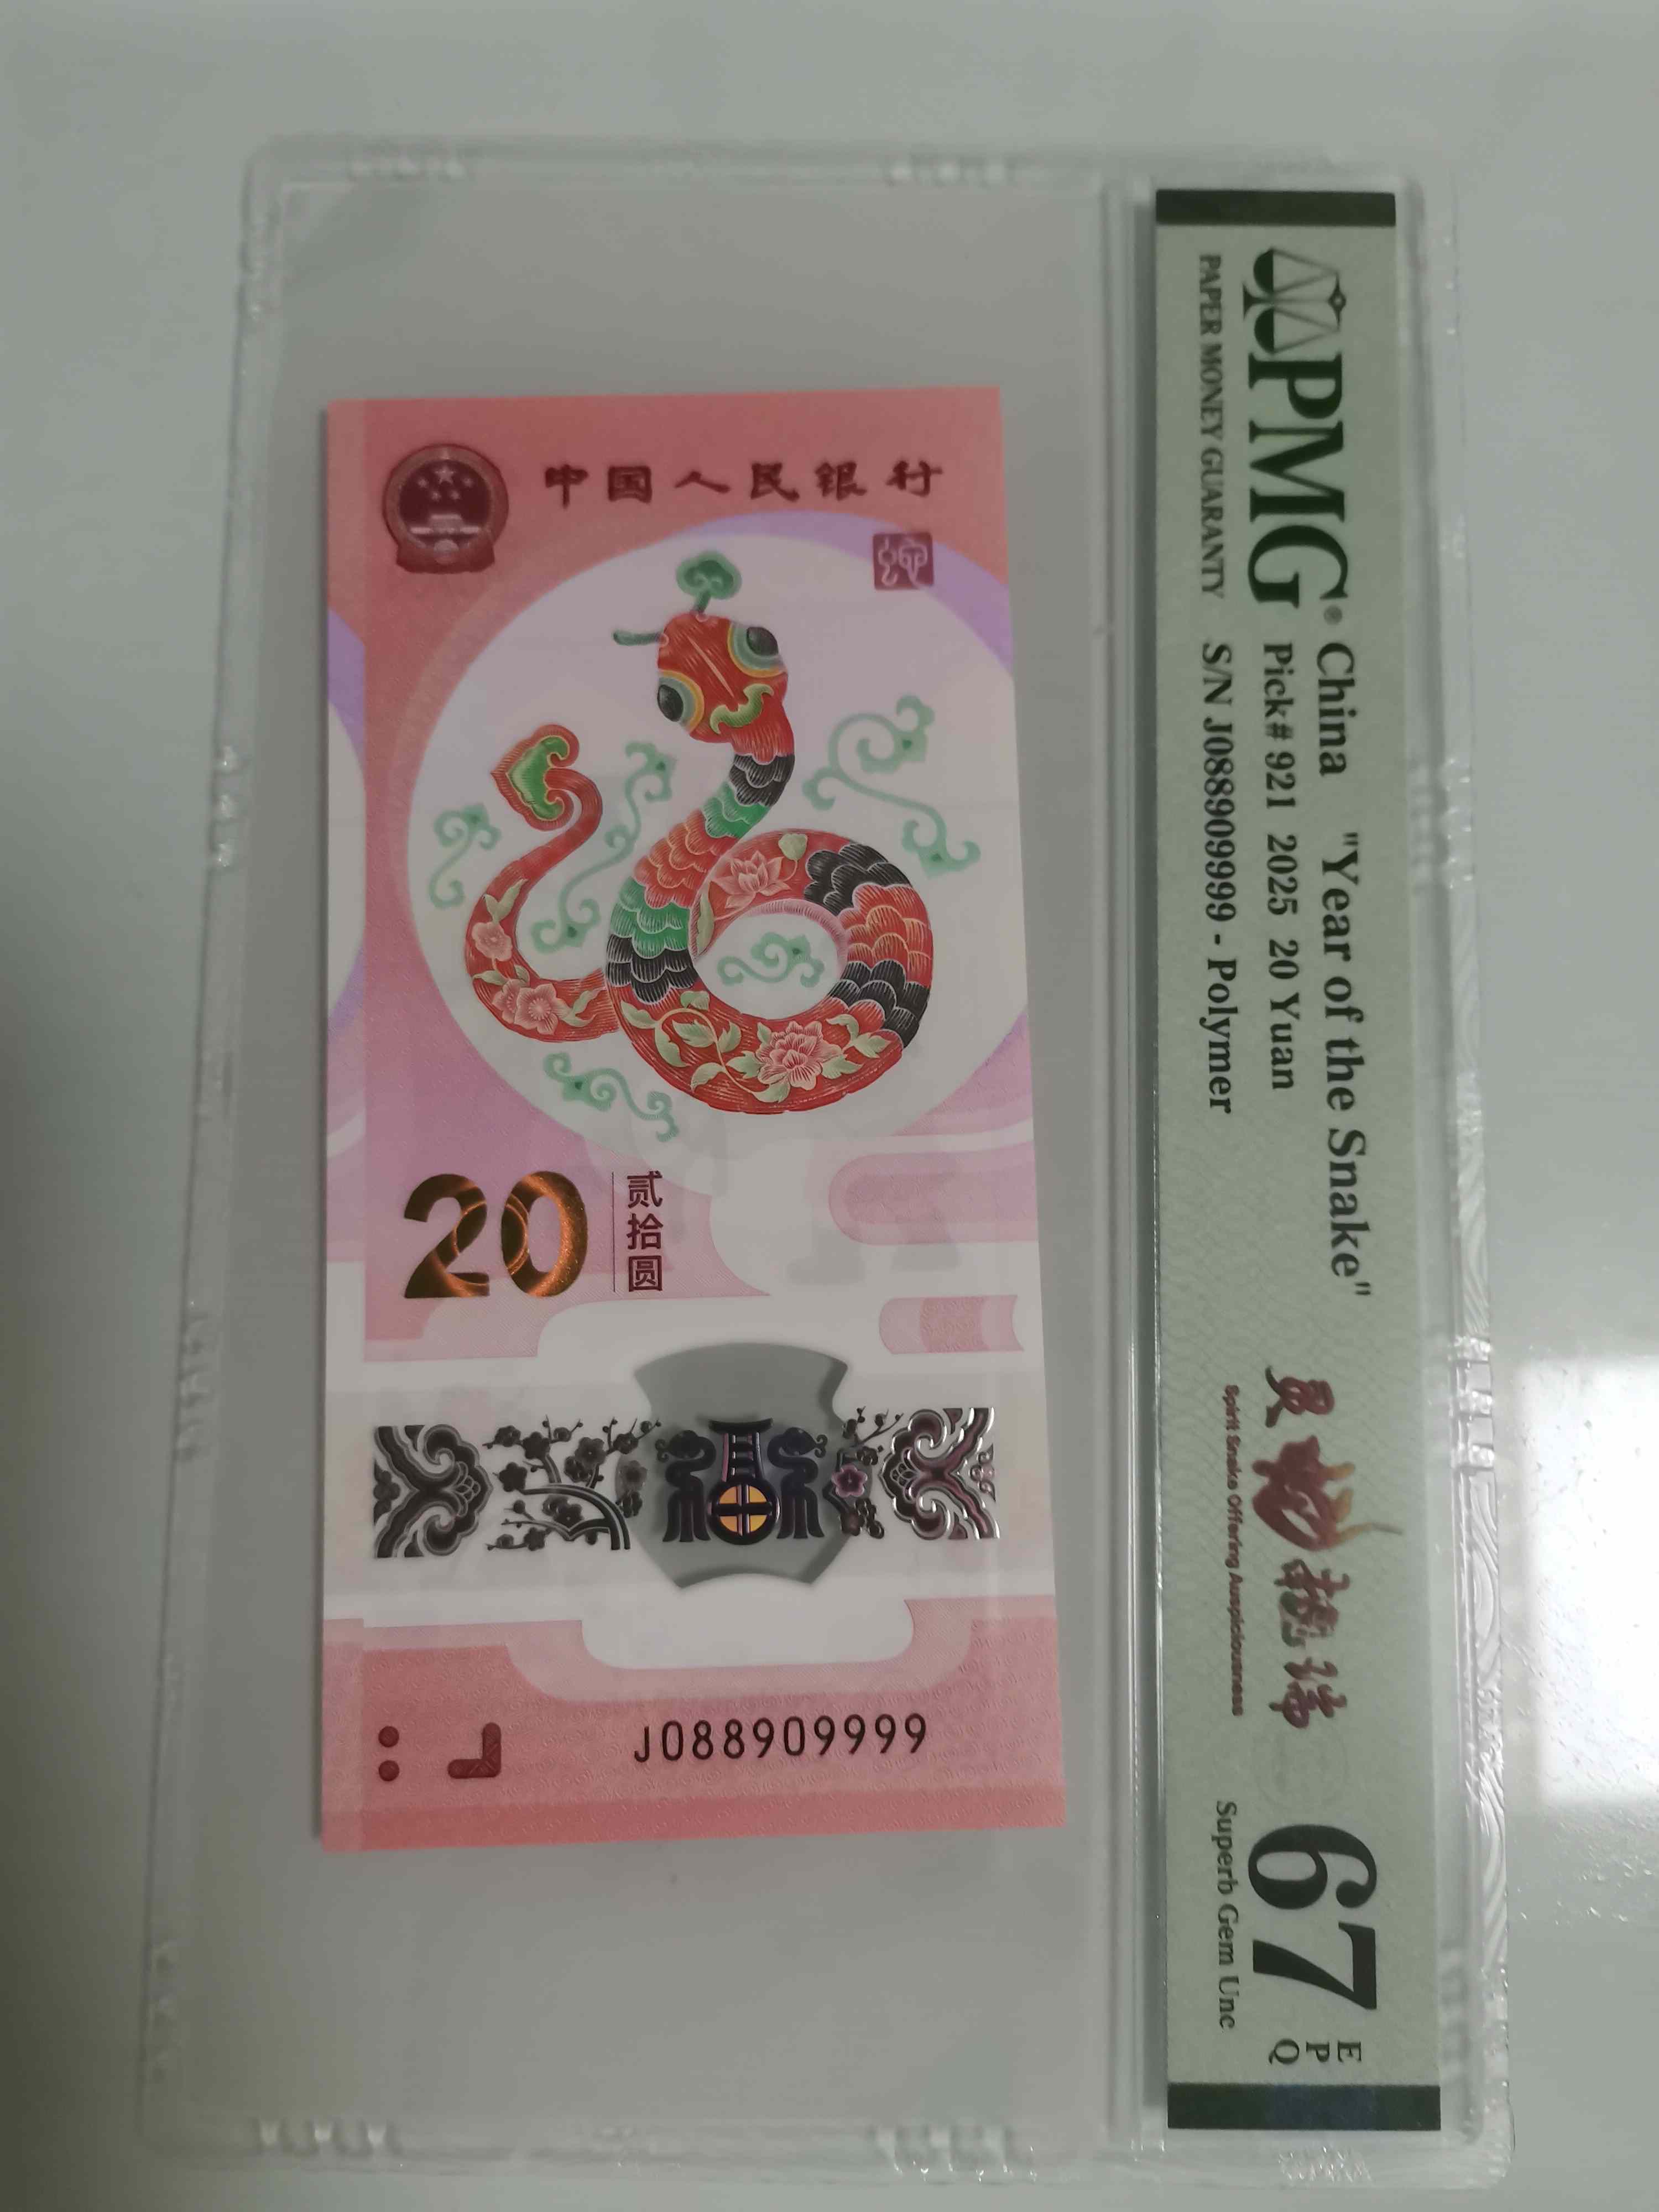 PMG®
PAPER MONEY GUARANTY
China "Year of the Snake"
Pick# 921 2025 20 Yuan
S/N J088909999 - Polymer
灵蛇献瑞
Spirit Snake Offering Auspiciousness
67
EPQ
Superb Gem Unc
中国人民银行
20
贰拾圆
J088909999